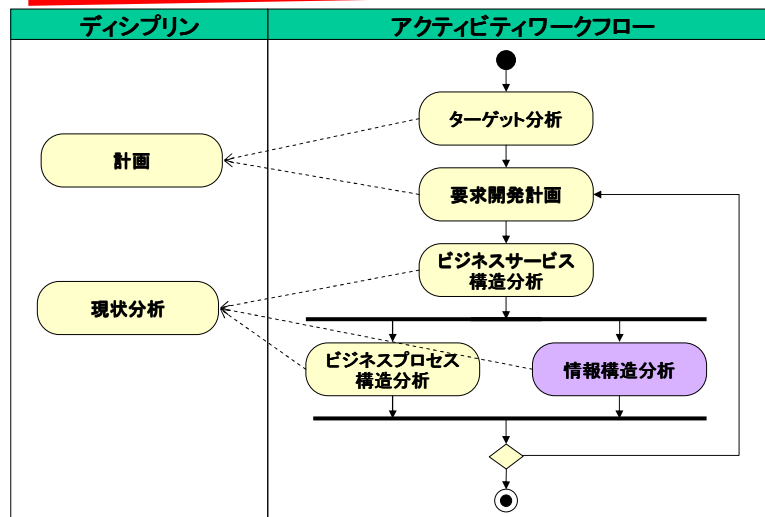 ディシプリン
アクティビティワークフロー
ターゲット分析
計画
要求開発計画
ビジネスサービス
構造分析
現状分析
ビジネスプロセス
構造分析
情報構造分析